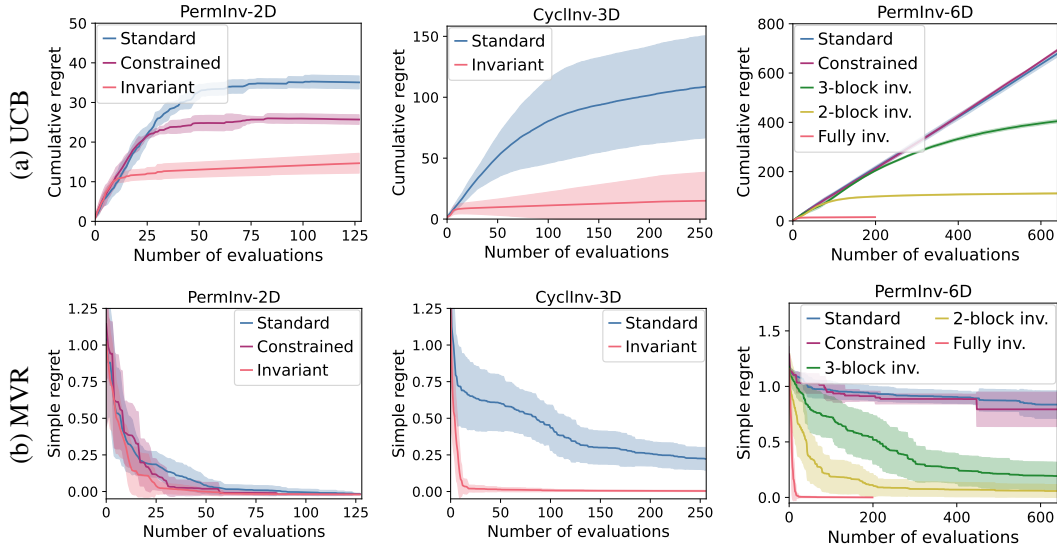 (a) UCB
PermInv-2D
Cumulative regret
50
40
30
20
10
0
Standard
Constrained
Invariant
0 25 50 75 100 125
Number of evaluations
CyclInv-3D
Cumulative regret
150
100
50
0
Standard
Invariant
0 50 100 150 200 250
Number of evaluations
PermInv-6D
Cumulative regret
800
600
400
200
0
Standard
Constrained
3-block inv.
2-block inv.
Fully inv.
0 200 400 600
Number of evaluations
(b) MVR
PermInv-2D
Simple regret
1.25
1.00
0.75
0.50
0.25
0.00
Standard
Constrained
Invariant
0 25 50 75 100 125
Number of evaluations
CyclInv-3D
Simple regret
1.25
1.00
0.75
0.50
0.25
0.00
Standard
Invariant
0 50 100 150 200 250
Number of evaluations
PermInv-6D
Simple regret
1.5
1.0
0.5
0.0
Standard
Constrained
3-block inv.
2-block inv.
Fully inv.
0 200 400 600
Number of evaluations